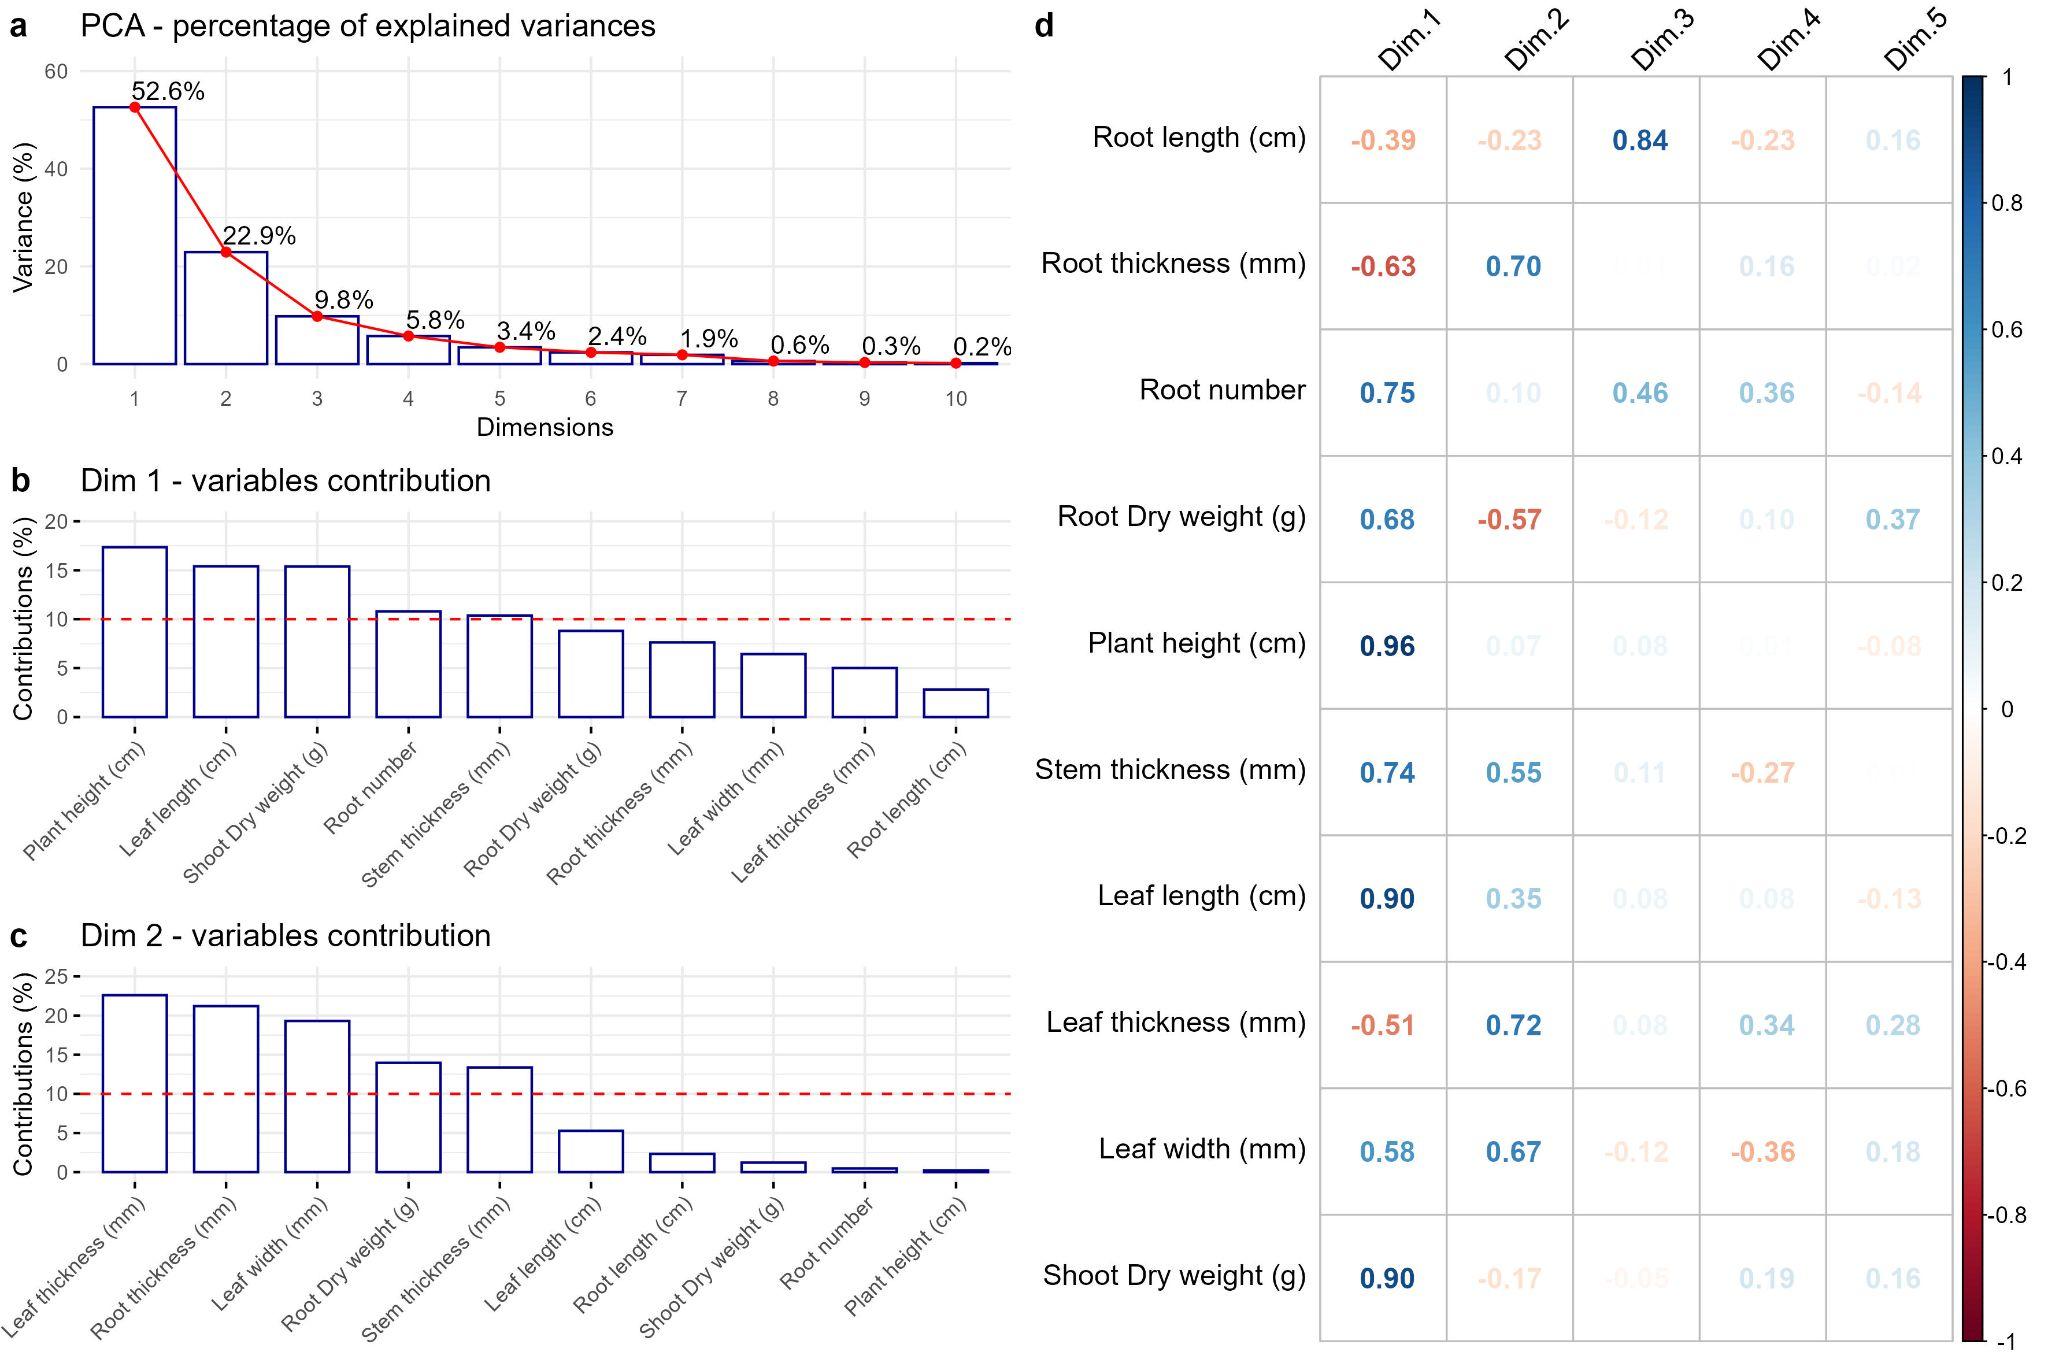 a PCA - percentage of explained variances
Variance (%)
60
40
20
0
52.6%
22.9%
9.8%
5.8%
3.4%
2.4%
1.9%
0.6%
0.3%
0.2%
1 2 3 4 5 6 7 8 9 10
Dimensions
b Dim 1 - variables contribution
Contributions (%)
20
15
10
5
0
Plant height (cm)
Leaf length (cm)
Shoot Dry weight (g)
Root number
Stem thickness (mm)
Root Dry weight (g)
Root thickness (mm)
Leaf width (mm)
Leaf thickness (mm)
Root length (cm)
c Dim 2 - variables contribution
Contributions (%)
25
20
15
10
5
0
Leaf thickness (mm)
Root thickness (mm)
Leaf width (mm)
Root Dry weight (g)
Stem thickness (mm)
Leaf length (cm)
Root length (cm)
Shoot Dry weight (g)
Root number
Plant height (cm)
d
Dim.1 Dim.2 Dim.3 Dim.4 Dim.5
Root length (cm) -0.39 -0.23 0.84 -0.23 0.16
Root thickness (mm) -0.63 0.70 0.16 0.02
Root number 0.75 0.10 0.46 0.36 -0.14
Root Dry weight (g) 0.68 -0.57 -0.12 0.10 0.37
Plant height (cm) 0.96 0.07 0.08 -0.08
Stem thickness (mm) 0.74 0.55 0.11 -0.27
Leaf length (cm) 0.90 0.35 0.08 0.08 -0.13
Leaf thickness (mm) -0.51 0.72 0.08 0.34 0.28
Leaf width (mm) 0.58 0.67 -0.12 -0.36 0.18
Shoot Dry weight (g) 0.90 -0.17 -0.05 0.19 0.16
1
0.8
0.6
0.4
0.2
0
-0.2
-0.4
-0.6
-0.8
-1